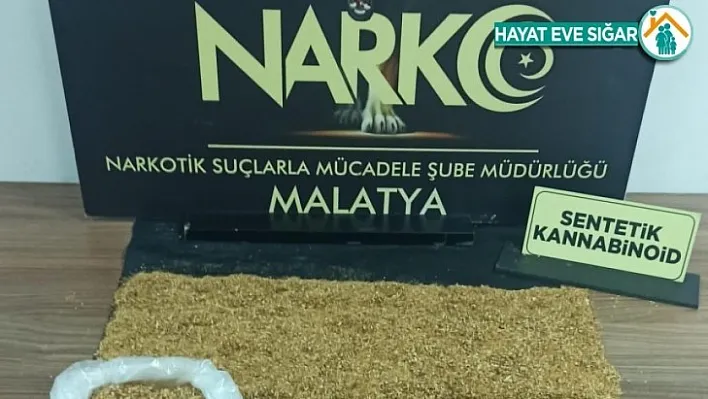 HAYAT EVE SIĞAR
NARKO
NARKOTİK SUÇLARLA MÜCADELE ŞUBE MÜDÜRLÜĞÜ
MALATYA
SENTETİK
KANNABİNOİD